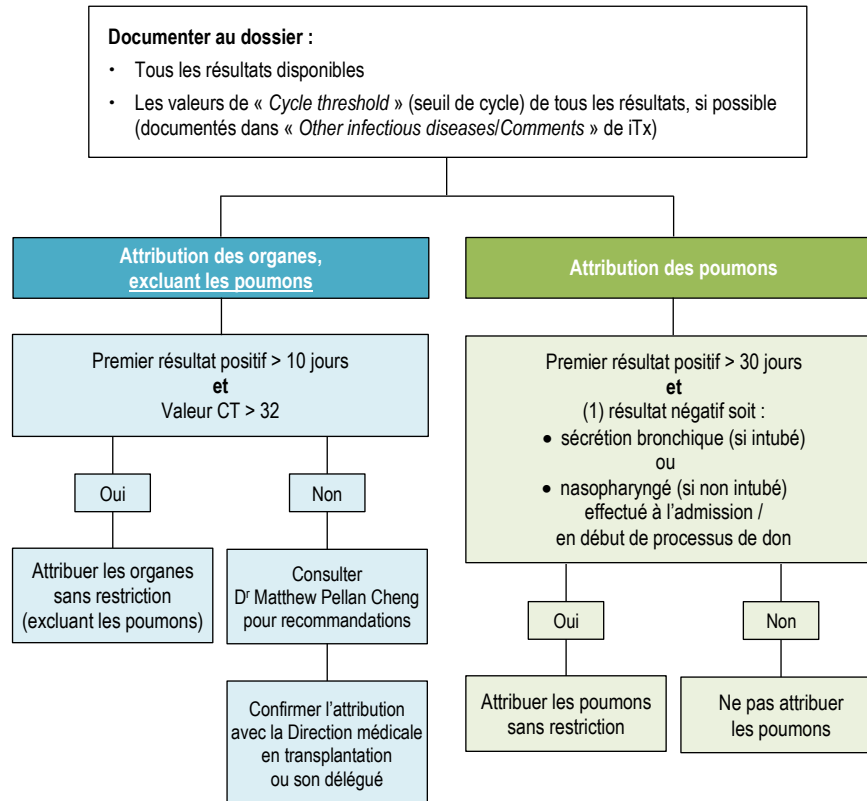 Documenter au dossier :
• Tous les résultats disponibles
• Les valeurs de « Cycle threshold » (seuil de cycle) de tous les résultats, si possible
(documentés dans « Other infectious diseases/Comments » de iTx)
Attribution des organes,
excluant les poumons
Premier résultat positif > 10 jours
et
Valeur CT > 32
Oui
Non
Attribuer les organes
sans restriction
(excluant les poumons)
Consulter
Dʳ Matthew Pellan Cheng
pour recommandations
Confirmer l'attribution
avec la Direction médicale
en transplantation
ou son délégué
Attribution des poumons
Premier résultat positif > 30 jours
et
(1) résultat négatif soit :
• sécrétion bronchique (si intubé)
ou
• nasopharyngé (si non intubé)
effectué à l'admission /
en début de processus de don
Oui
Non
Attribuer les poumons
sans restriction
Ne pas attribuer
les poumons